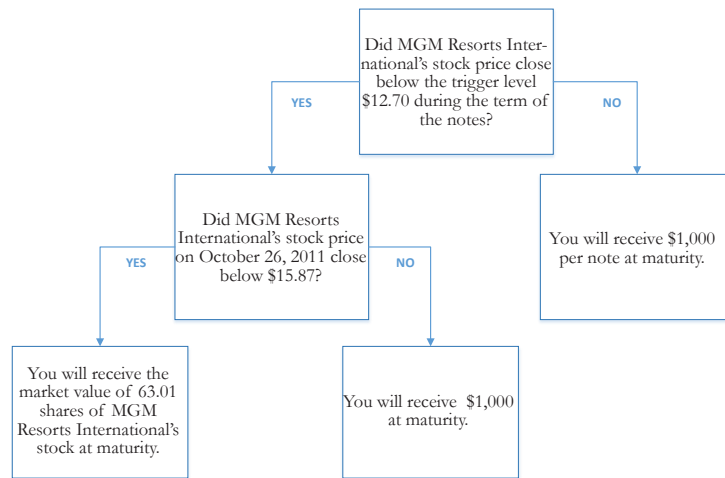 Did MGM Resorts Inter-
national's stock price close
below the trigger level
$12.70 during the term of
the notes?
YES
NO
Did MGM Resorts
International's stock price
on October 26, 2011 close
below $15.87?
You will receive $1,000
per note at maturity.
YES
NO
You will receive the
market value of 63.01
shares of MGM
Resorts International's
stock at maturity.
You will receive $1,000
at maturity.